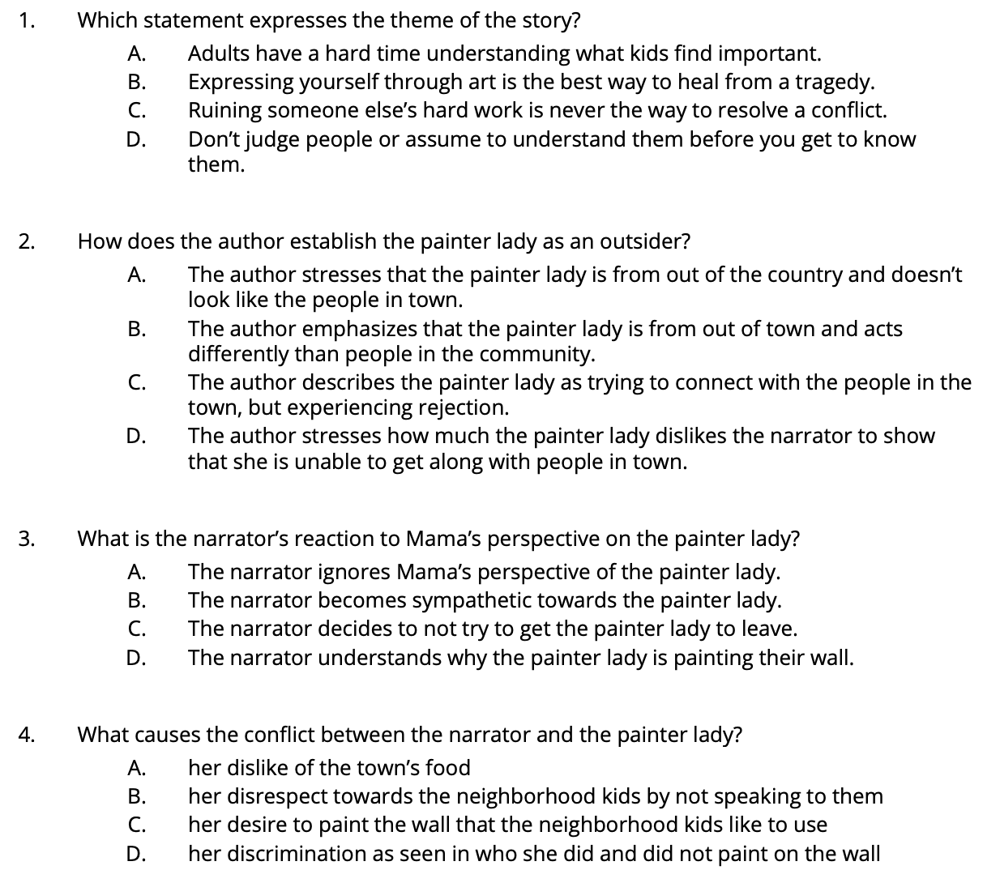 1. Which statement expresses the theme of the story?
A. Adults have a hard time understanding what kids find important.
B. Expressing yourself through art is the best way to heal from a tragedy.
C. Ruining someone else’s hard work is never the way to resolve a conflict.
D. Don’t judge people or assume to understand them before you get to know
them.
2. How does the author establish the painter lady as an outsider?
A. The author stresses that the painter lady is from out of the country and doesn’t
look like the people in town.
B. The author emphasizes that the painter lady is from out of town and acts
differently than people in the community.
C. The author describes the painter lady as trying to connect with the people in the
town, but experiencing rejection.
D. The author stresses how much the painter lady dislikes the narrator to show
that she is unable to get along with people in town.
3. What is the narrator’s reaction to Mama’s perspective on the painter lady?
A. The narrator ignores Mama’s perspective of the painter lady.
B. The narrator becomes sympathetic towards the painter lady.
C. The narrator decides to not try to get the painter lady to leave.
D. The narrator understands why the painter lady is painting their wall.
4. What causes the conflict between the narrator and the painter lady?
A. her dislike of the town’s food
B. her disrespect towards the neighborhood kids by not speaking to them
C. her desire to paint the wall that the neighborhood kids like to use
D. her discrimination as seen in who she did and did not paint on the wall